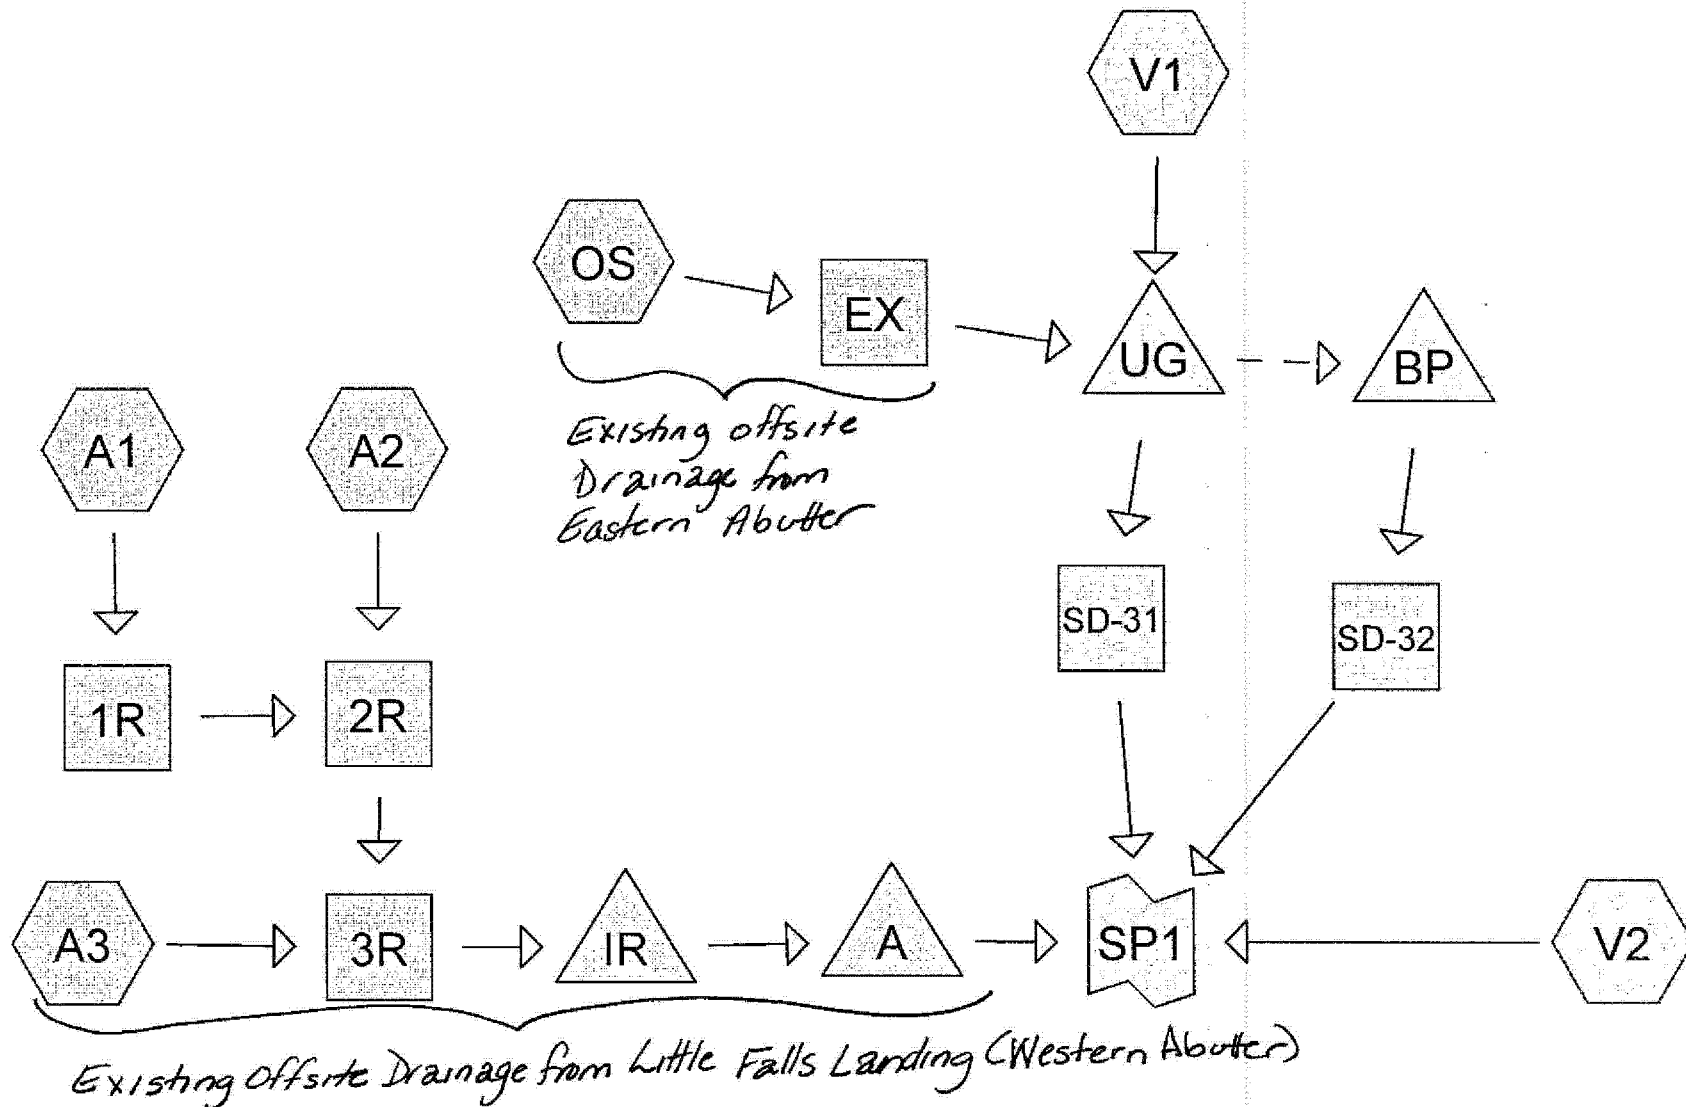 V1
OS
EX
UG
BP
Existing offsite
Drainage from
Eastern Abutter
A1
A2
SD-31
SD-32
1R
2R
A3
3R
IR
A
SP1
V2
Existing Offsite Drainage from Little Falls Landing (Western Abutter)